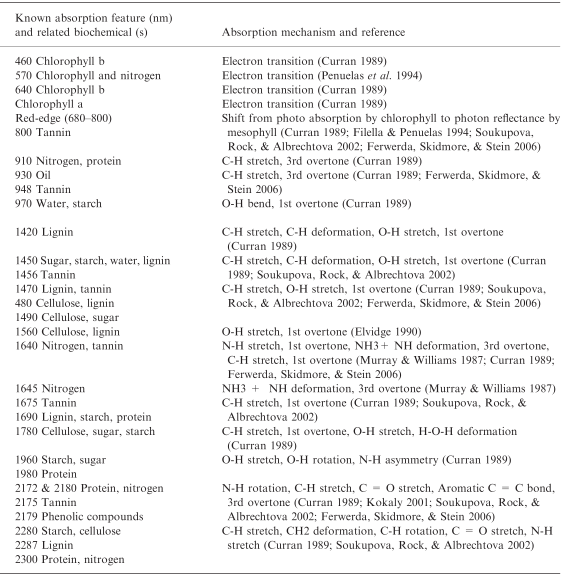 Known absorption feature (nm)
and related biochemical (s) Absorption mechanism and reference
460 Chlorophyll b Electron transition (Curran 1989)
570 Chlorophyll and nitrogen Electron transition (Penuelas et al. 1994)
640 Chlorophyll b Electron transition (Curran 1989)
Chlorophyll a Electron transition (Curran 1989)
Red-edge (680–800) Shift from photo absorption by chlorophyll to photon reflectance by
800 Tannin mesophyll (Curran 1989; Filella & Penuelas 1994; Soukupova,
Rock, & Albrechtova 2002; Ferwerda, Skidmore, & Stein 2006)
910 Nitrogen, protein C-H stretch, 3rd overtone (Curran 1989)
930 Oil C-H stretch, 3rd overtone (Curran 1989; Ferwerda, Skidmore, &
948 Tannin Stein 2006)
970 Water, starch O-H bend, 1st overtone (Curran 1989)
1420 Lignin C-H stretch, C-H deformation, O-H stretch, 1st overtone
(Curran 1989)
1450 Sugar, starch, water, lignin C-H stretch, C-H deformation, O-H stretch, 1st overtone (Curran
1456 Tannin 1989; Soukupova, Rock, & Albrechtova 2002)
1470 Lignin, tannin C-H stretch, O-H stretch, 1st overtone (Curran 1989; Soukupova,
480 Cellulose, lignin Rock, & Albrechtova 2002; Ferwerda, Skidmore, & Stein 2006)
1490 Cellulose, sugar
1560 Cellulose, lignin O-H stretch, 1st overtone (Elvidge 1990)
1640 Nitrogen, tannin N-H stretch, 1st overtone, NH3+ NH deformation, 3rd overtone,
C-H stretch, 1st overtone (Murray & Williams 1987; Curran 1989;
Ferwerda, Skidmore, & Stein 2006)
1645 Nitrogen NH3 + NH deformation, 3rd overtone (Murray & Williams 1987)
1675 Tannin C-H stretch, 1st overtone (Curran 1989; Soukupova, Rock, &
1690 Lignin, starch, protein Albrechtova 2002)
1780 Cellulose, sugar, starch C-H stretch, 1st overtone, O-H stretch, H-O-H deformation
(Curran 1989)
1960 Starch, sugar O-H stretch, O-H rotation, N-H asymmetry (Curran 1989)
1980 Protein
2172 & 2180 Protein, nitrogen N-H rotation, C-H stretch, C = O stretch, Aromatic C = C bond,
2175 Tannin 3rd overtone (Curran 1989; Kokaly 2001; Soukupova, Rock, &
2179 Phenolic compounds Albrechtova 2002; Ferwerda, Skidmore, & Stein 2006)
2280 Starch, cellulose C-H stretch, CH2 deformation, C-H rotation, C = O stretch, N-H
2287 Lignin stretch (Curran 1989; Soukupova, Rock, & Albrechtova 2002)
2300 Protein, nitrogen